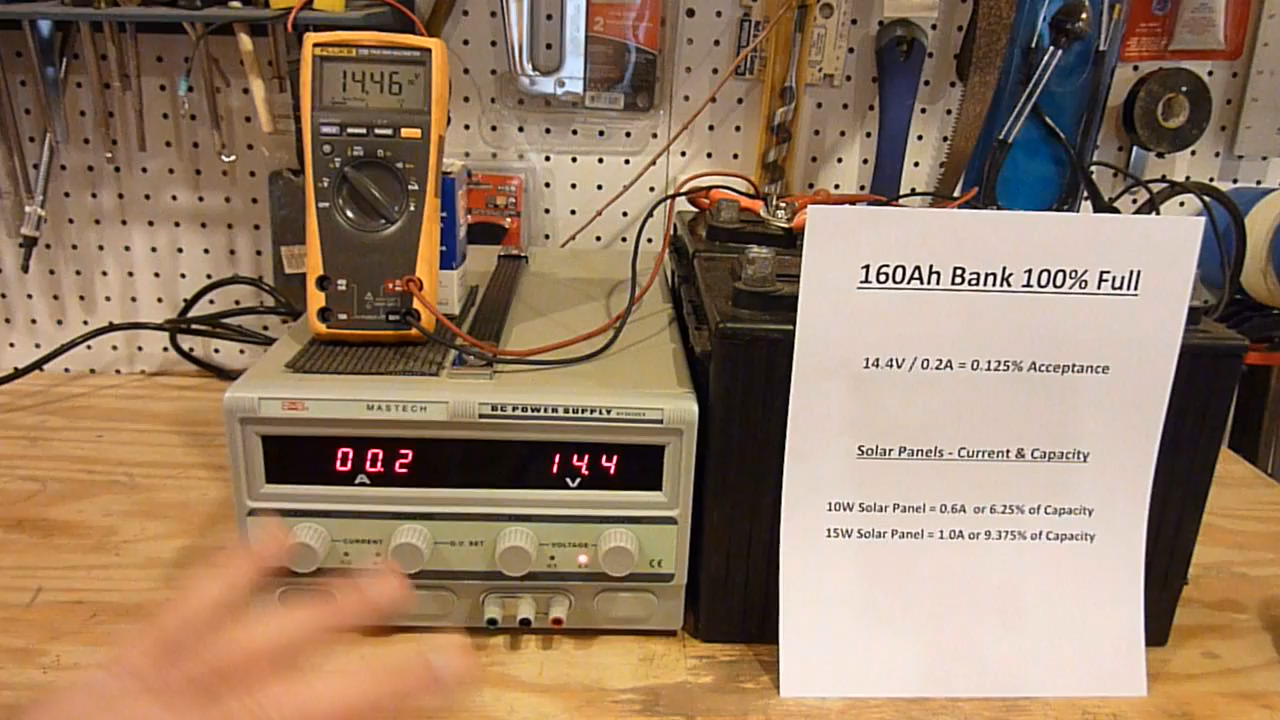 FLUKE
14.46
V
2
160Ah Bank 100% Full
14.4V / 0.2A = 0.125% Acceptance
Solar Panels - Current & Capacity
10W Solar Panel = 0.6A or 6.25% of Capacity
15W Solar Panel = 1.0A or 9.375% of Capacity
MASTECH
DC POWER SUPPLY
00.2
14.4
A
V
CURRENT
O.V. SET
VOLTAGE
CE